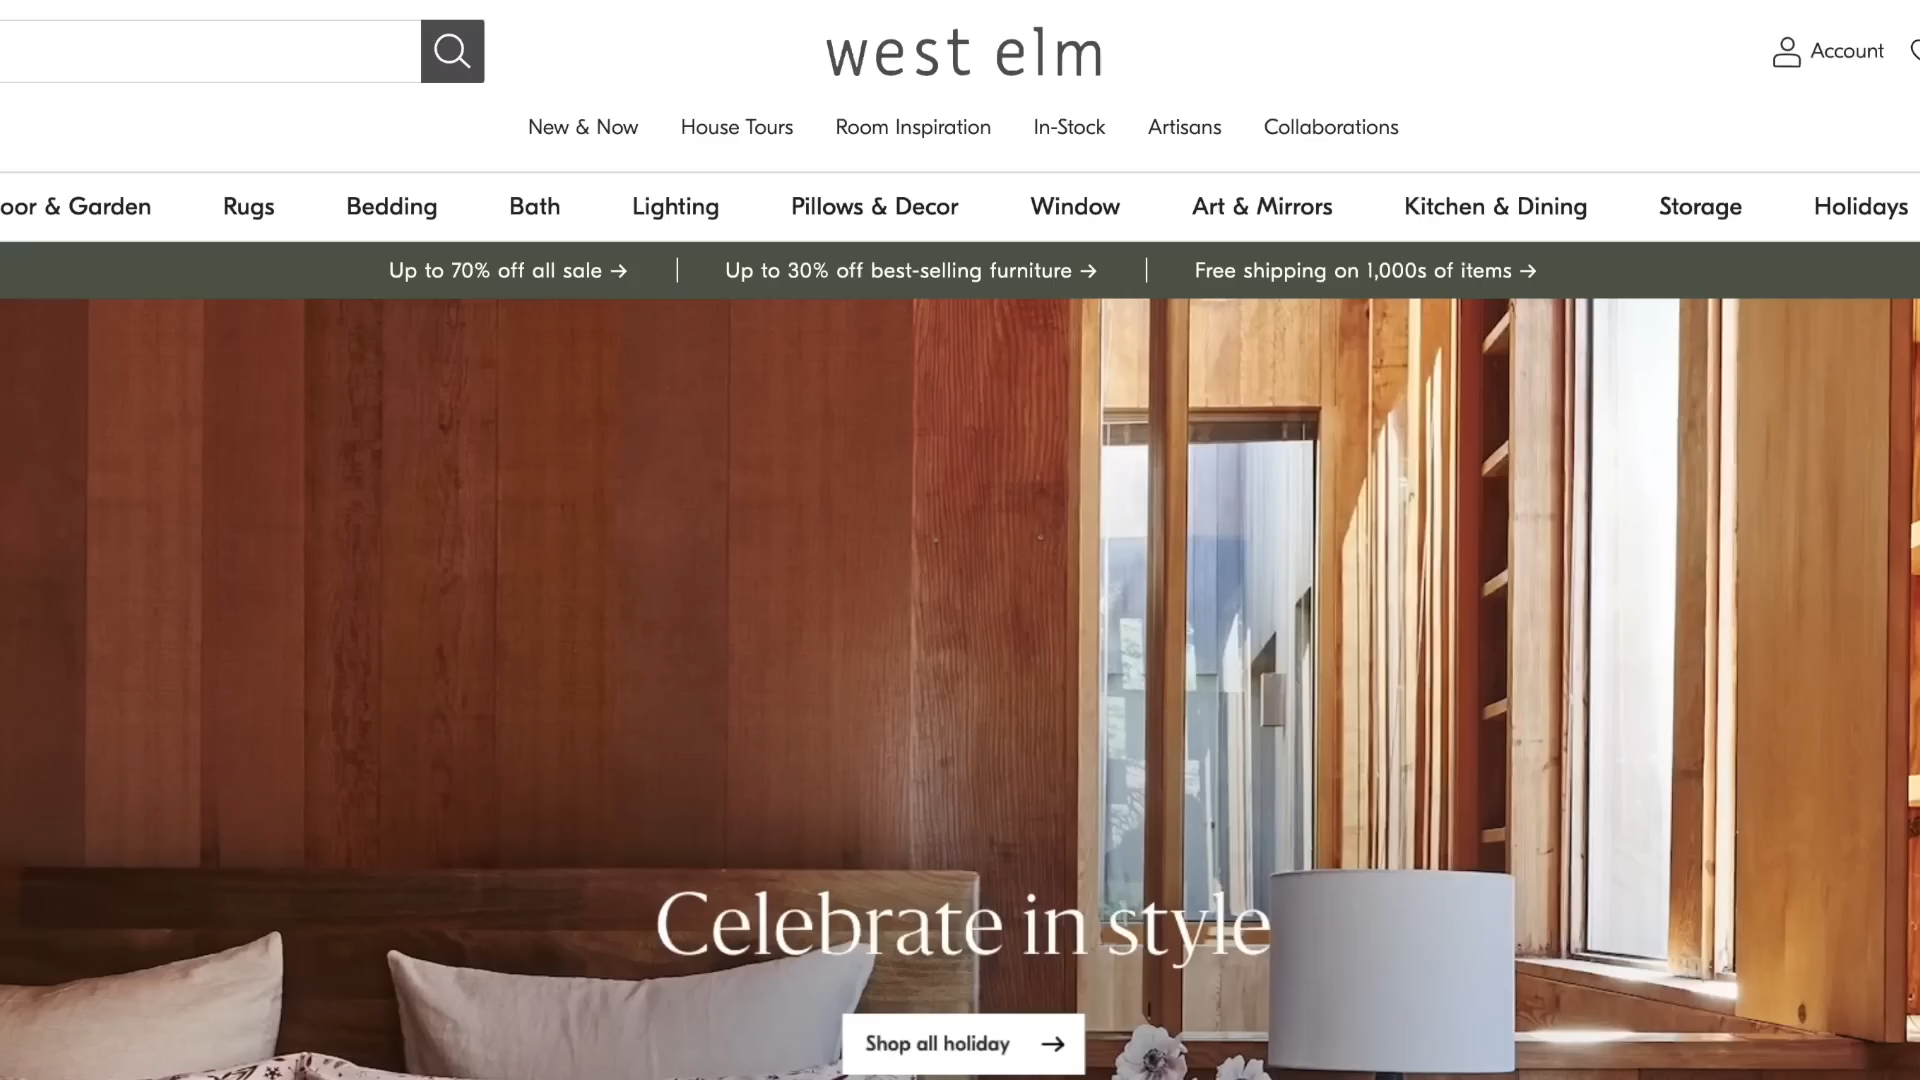 west elm
Account
New & Now House Tours Room Inspiration In-Stock Artisans Collaborations
oor & Garden Rugs Bedding Bath Lighting Pillows & Decor Window Art & Mirrors Kitchen & Dining Storage Holidays
Up to 70% off all sale → | Up to 30% off best-selling furniture → | Free shipping on 1,000s of items →
Celebrate in style
Shop all holiday →